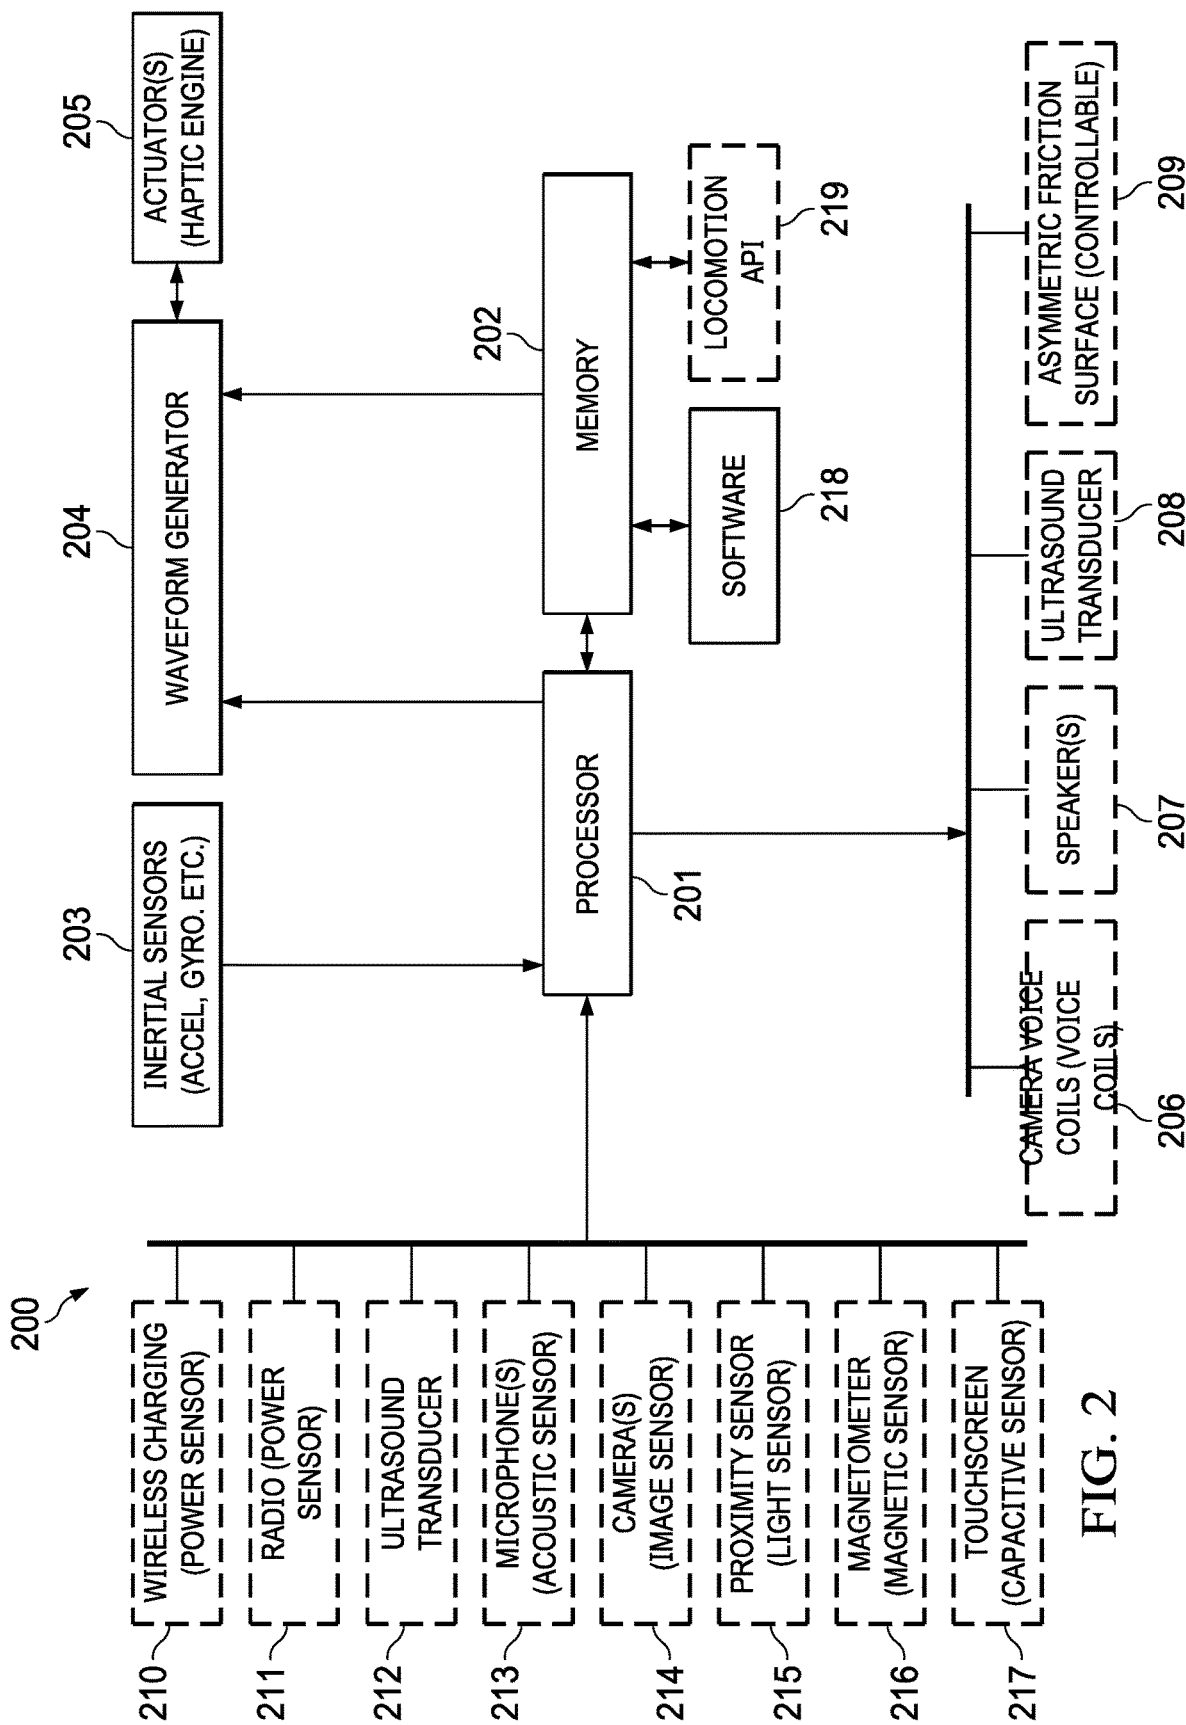 200
210
WIRELESS CHARGING
(POWER SENSOR)
211
RADIO (POWER
SENSOR)
212
ULTRASOUND
TRANSDUCER
213
MICROPHONE(S)
(ACOUSTIC SENSOR)
214
CAMERA(S)
(IMAGE SENSOR)
215
PROXIMITY SENSOR
(LIGHT SENSOR)
216
MAGNETOMETER
(MAGNETIC SENSOR)
217
TOUCHSCREEN
(CAPACITIVE SENSOR)
203
INERTIAL SENSORS
(ACCEL, GYRO. ETC.)
204
WAVEFORM GENERATOR
205
ACTUATOR(S)
(HAPTIC ENGINE)
PROCESSOR
201
202
MEMORY
SOFTWARE
218
LOCOMOTION
API
219
CAMERA VOICE
COILS (VOICE
COILS)
206
SPEAKER(S)
207
ULTRASOUND
TRANSDUCER
208
ASYMMETRIC FRICTION
SURFACE (CONTROLLABLE)
209
FIG. 2